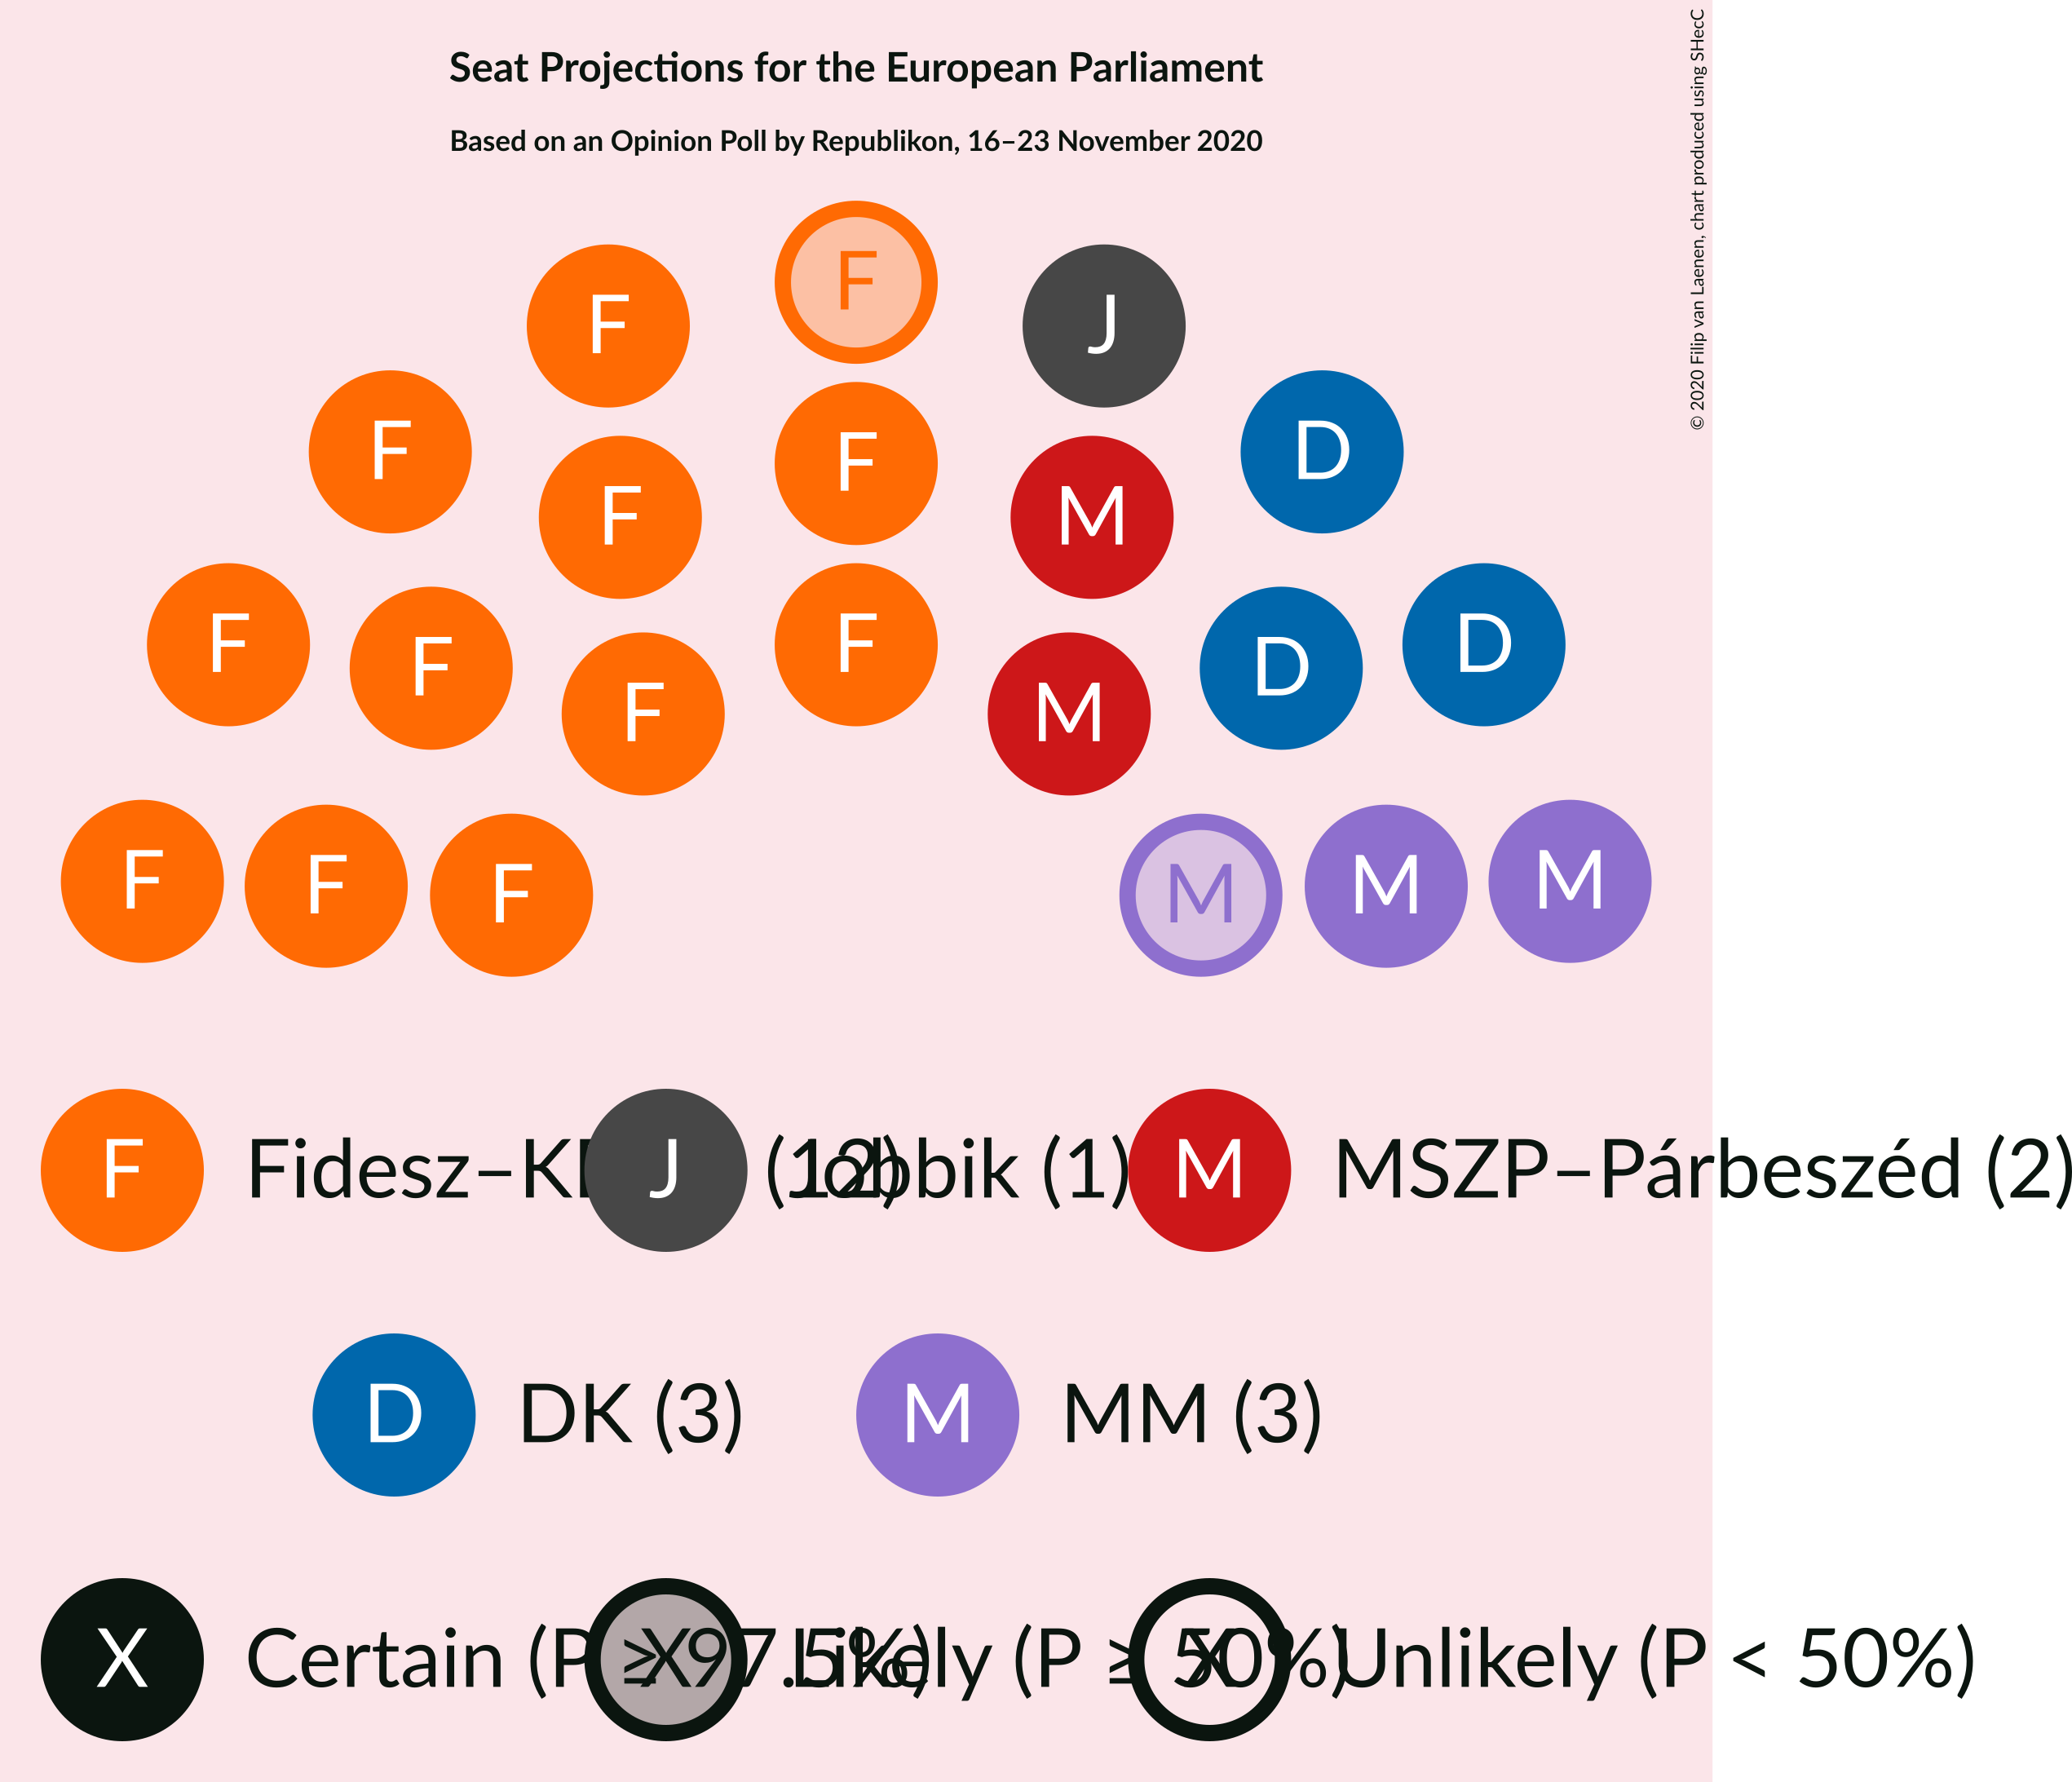 Seat Projections for the European Parliament
Based on an Opinion Poll by Republikon, 16–23 November 2020
© 2020 Filip van Laenen, chart produced using SHecC
F
F J
F D
F
F M
F D
F D
F
F M
F M
F M
F M
F Fidesz–K (12) J Jobbik (1) M MSZP–Párbeszéd (2)
D DK (3) M MM (3)
X Certain (P ≥ 97.5%) X Likely (P ≥ 50%) X Unlikely (P < 50%)